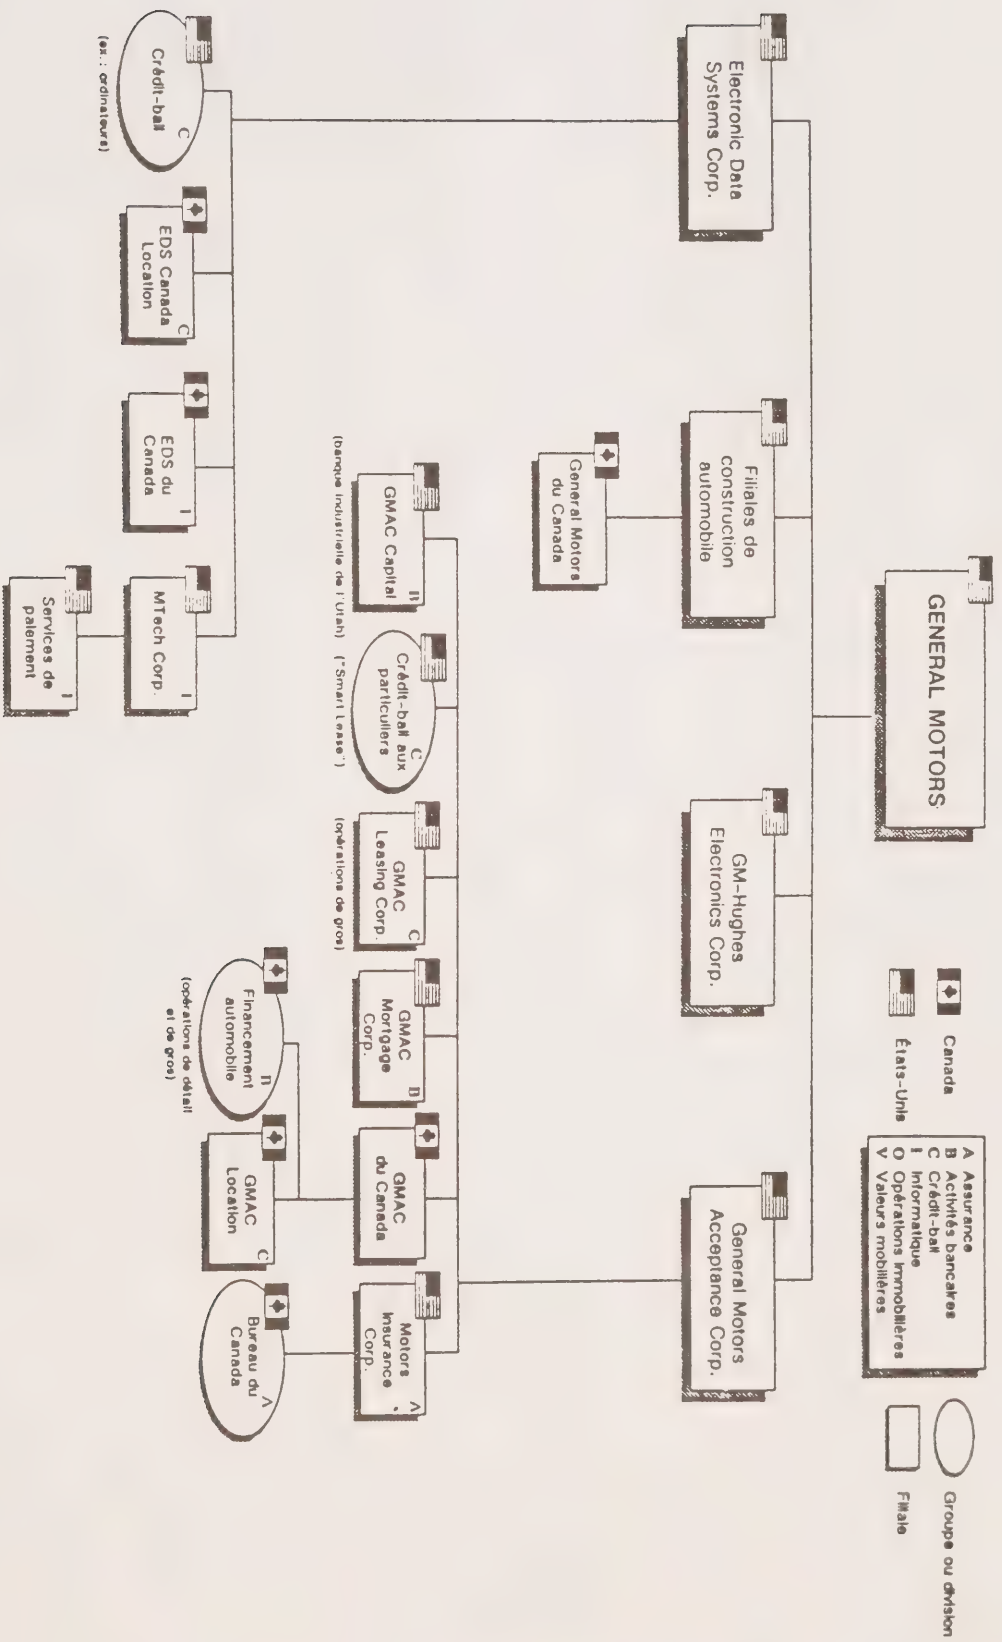 GENERAL MOTORS
Canada
États-Unis
A Assurance
B Activités bancaires
C Crédit-bail
I Informatique
O Opérations immobilières
V Valeurs mobilières
Groupe ou division
Filiale
Electronic Data
Systems Corp.
Filiales de
construction
automobile
GM-Hughes
Electronics Corp.
General Motors
Acceptance Corp.
General Motors
du Canada
B
GMAC Capital
(banque industrielle de l'Utah)
C
Crédit-bail aux
particuliers
("Smart Lease")
C
GMAC
Leasing Corp.
(opérations de gros)
B
GMAC
Mortgage
Corp.
GMAC
du Canada
A
Motors
Insurance
Corp.
B
Financement
automobile
(opérations de détail
et de gros)
C
GMAC
Location
A
Bureau du
Canada
C
Crédit-bail
(ex.: ordinateurs)
C
EDS Canada
Location
I
EDS du
Canada
I
MTech Corp.
I
Services de
paiement